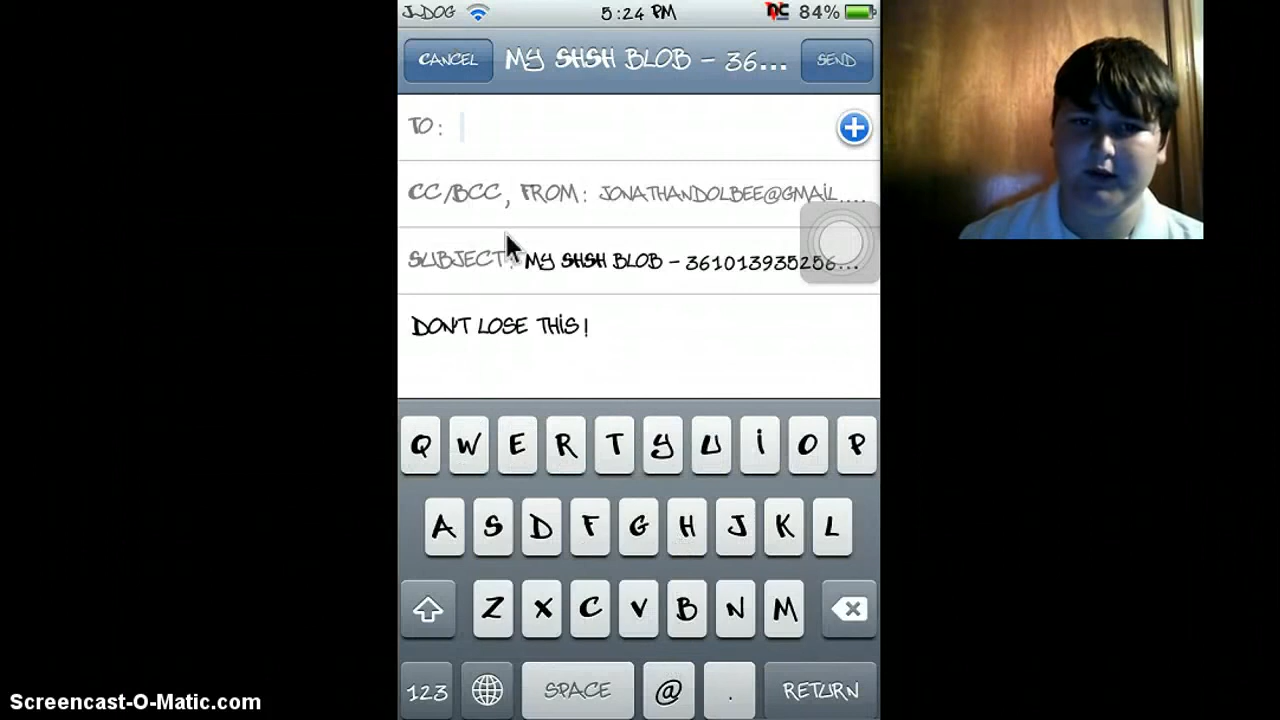 J-DOG 5:24 PM 84%
CANCEL MY SHSH BLOB - 36... SEND
TO:
CC/BCC, FROM: JONATHANDOLBEE@GMAIL....
SUBJECT: MY SHSH BLOB - 361013935256...
DON'T LOSE THIS!
Q W E R T Y U I O P
A S D F G H J K L
Z X C V B N M
123 SPACE @ . RETURN
Screencast-O-Matic.com